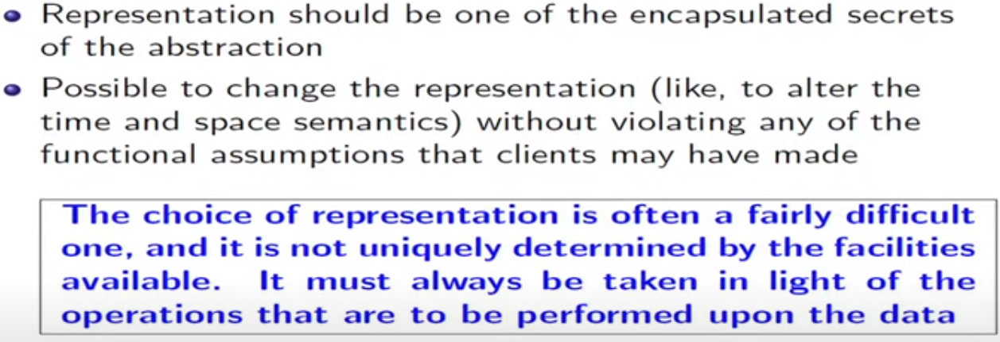 Representation should be one of the encapsulated secrets
of the abstraction
Possible to change the representation (like, to alter the
time and space semantics) without violating any of the
functional assumptions that clients may have made
The choice of representation is often a fairly difficult
one, and it is not uniquely determined by the facilities
available. It must always be taken in light of the
operations that are to be performed upon the data